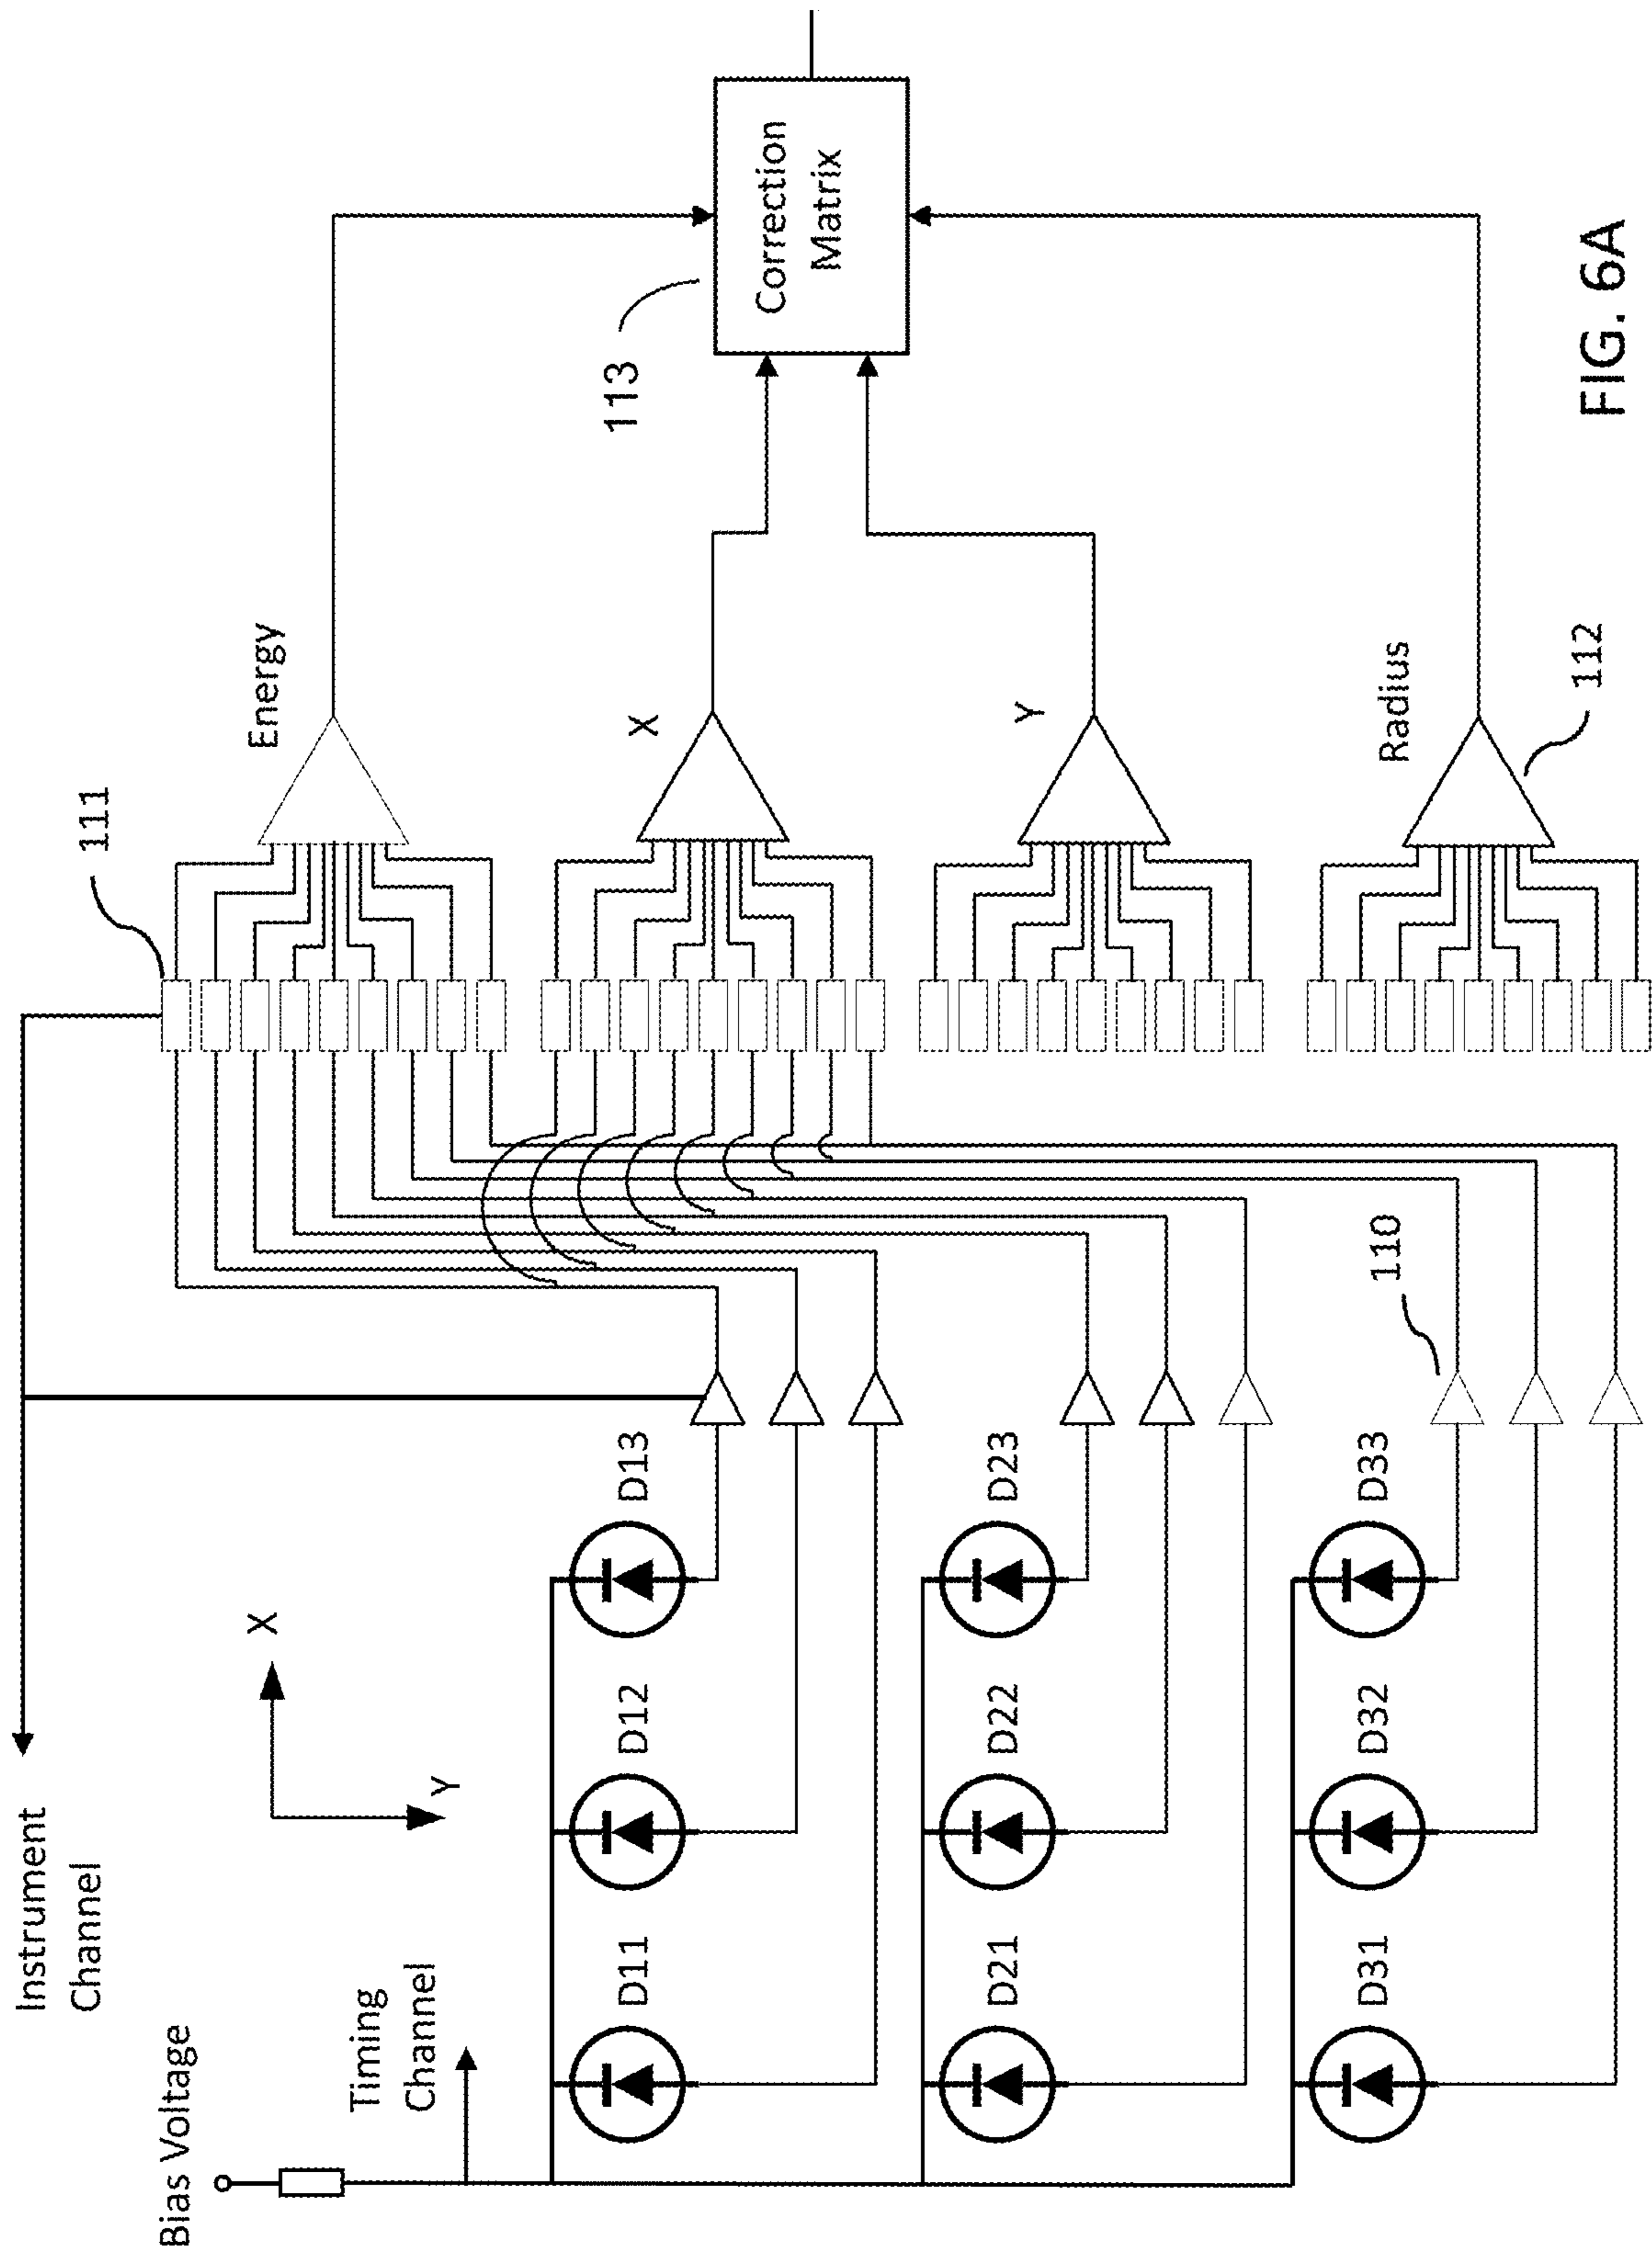 Instrument
Channel
Bias Voltage
Timing
Channel
X
Y
D11
D12
D13
D21
D22
D23
D31
D32
D33
110
111
Energy
X
Y
Radius
112
113
Correction
Matrix
FIG. 6A